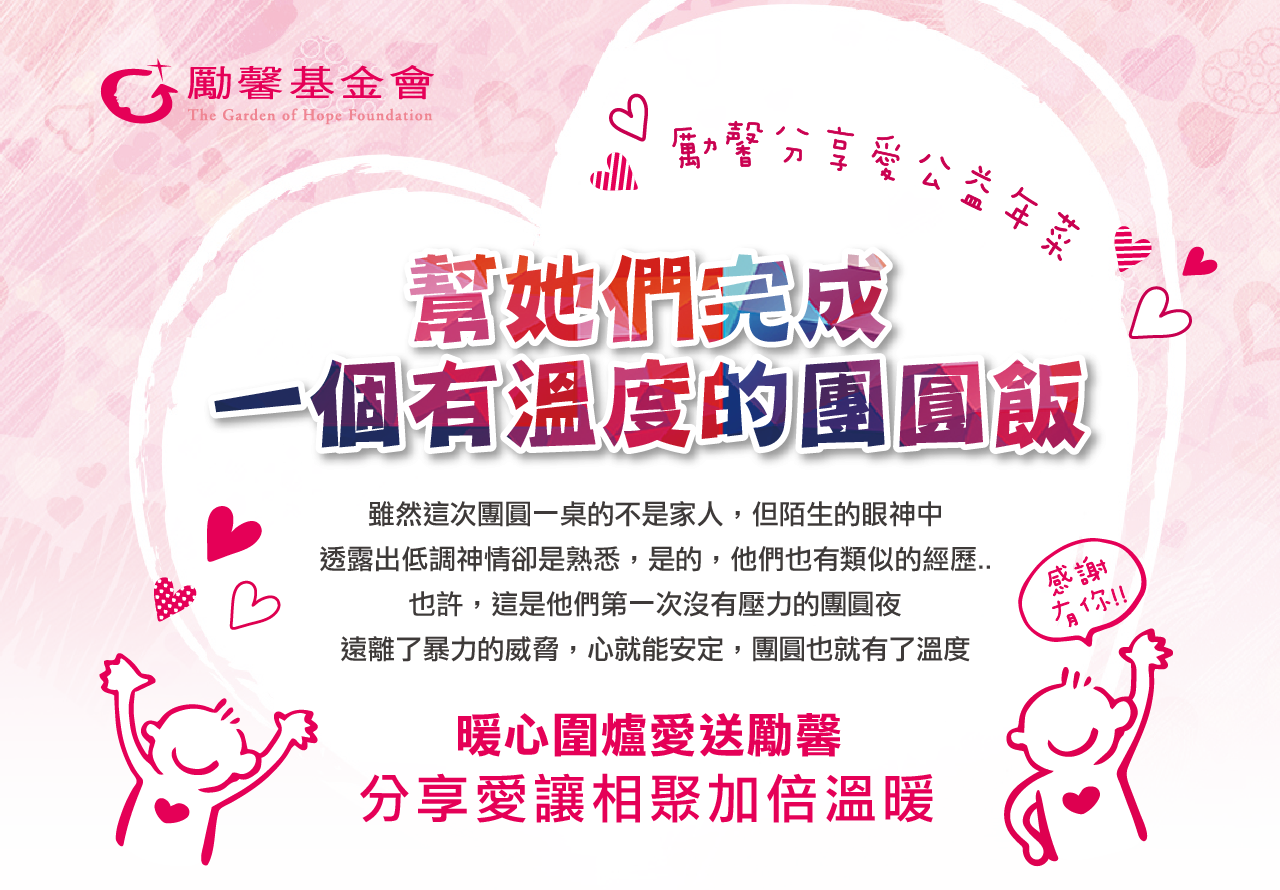 勵馨基金會
The Garden of Hope Foundation
勵馨分享愛公益年菜
幫她們完成
一個有溫度的團圓飯
雖然這次團圓一桌的不是家人，但陌生的眼神中
透露出低調神情卻是熟悉，是的，他們也有類似的經歷..
也許，這是他們第一次沒有壓力的團圓夜
遠離了暴力的威脅，心就能安定，團圓也就有了溫度
感謝
有你!!
暖心圍爐愛送勵馨
分享愛讓相聚加倍溫暖